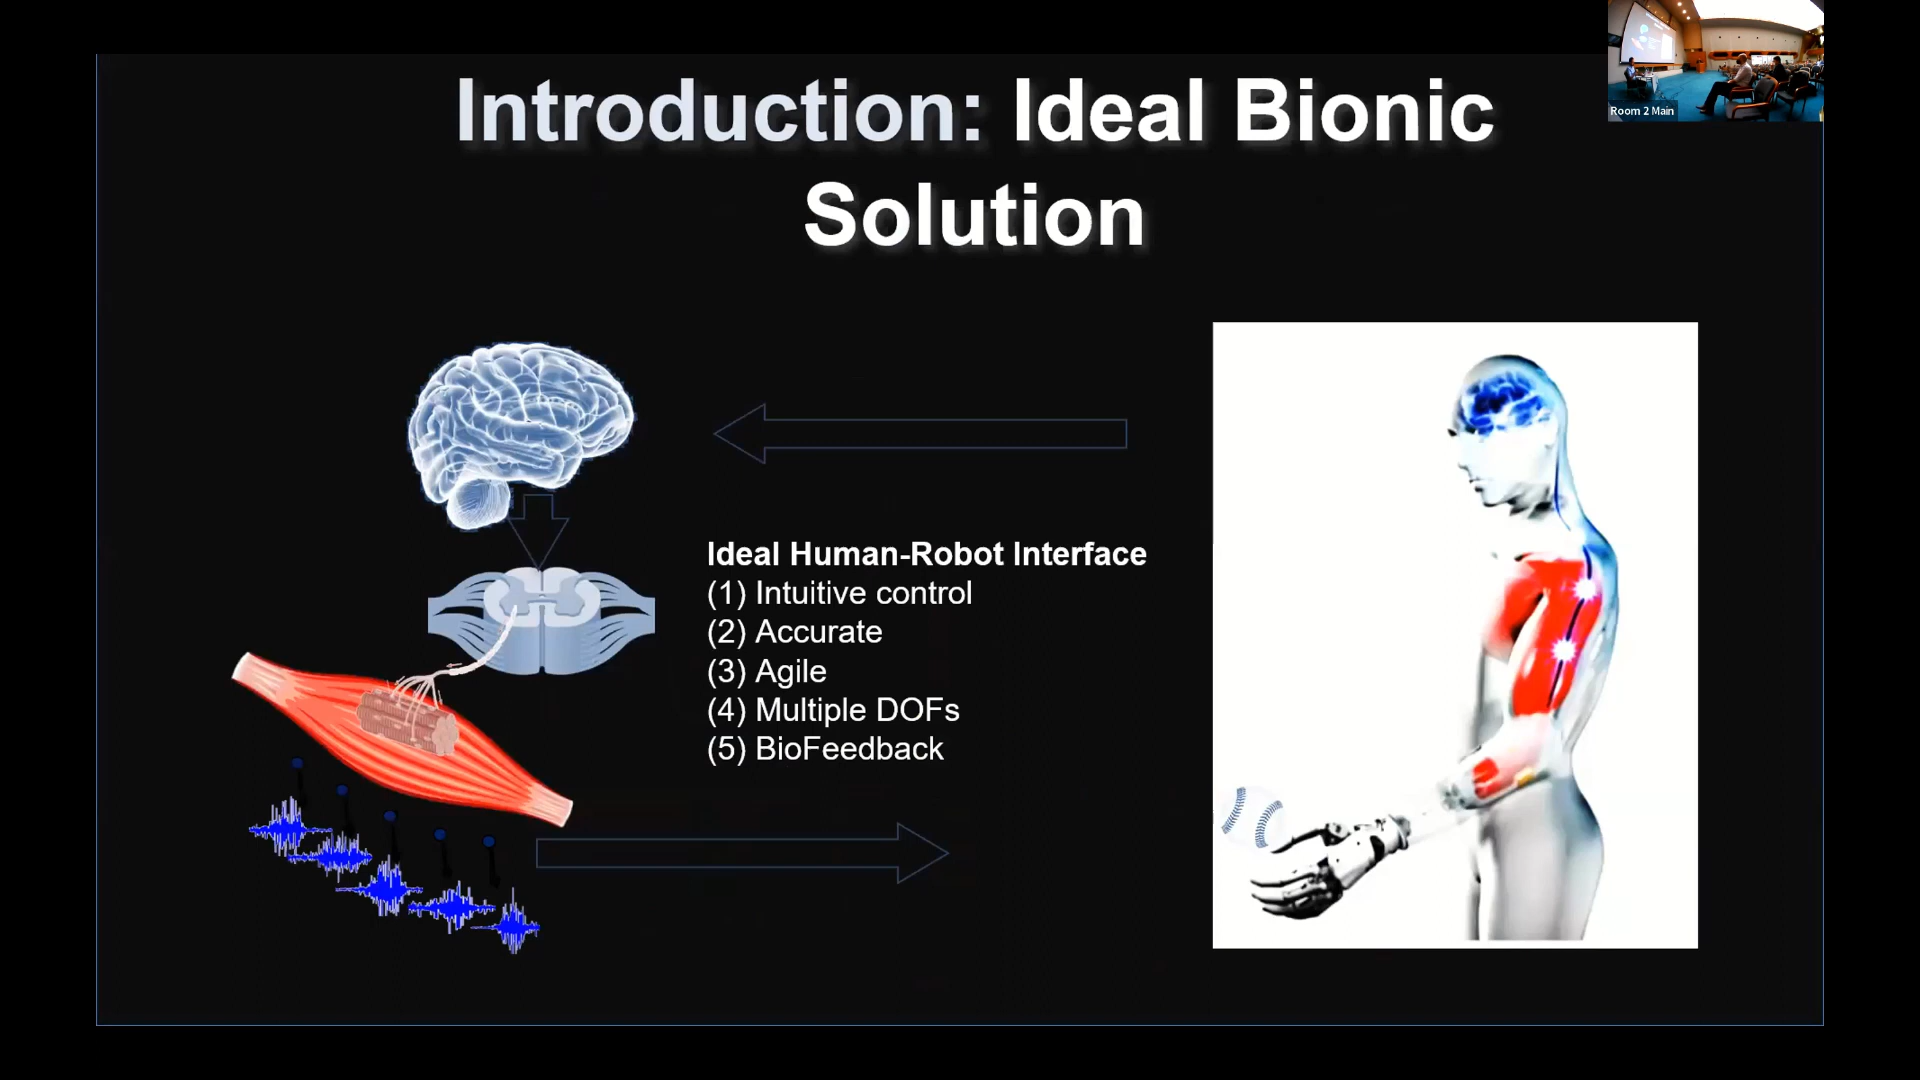 Introduction: Ideal Bionic
Solution
Room 2 Main
Ideal Human-Robot Interface
(1) Intuitive control
(2) Accurate
(3) Agile
(4) Multiple DOFs
(5) BioFeedback